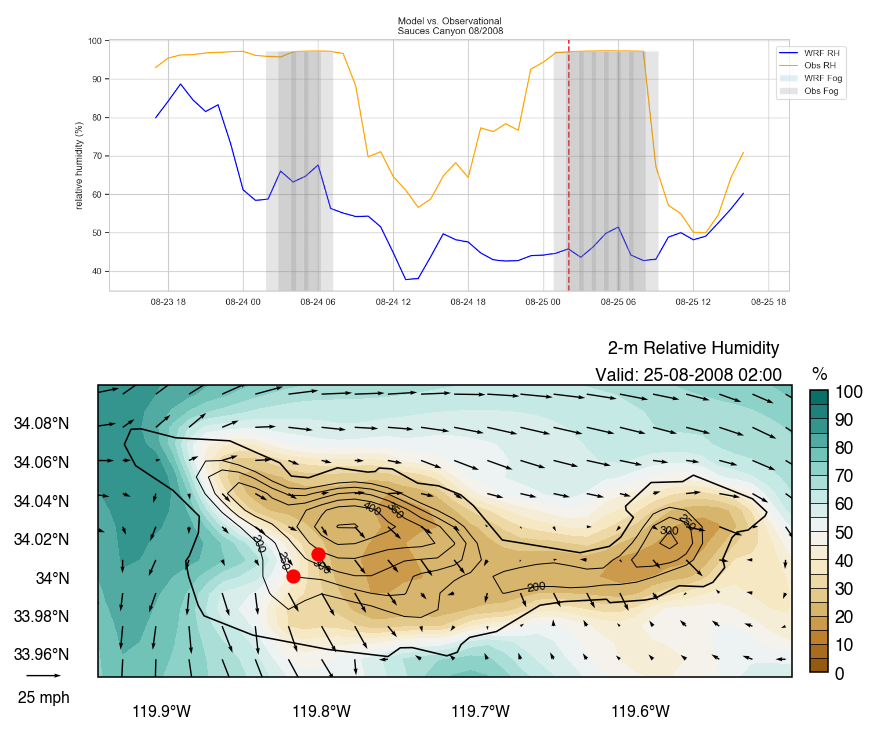 Model vs. Observational
Sauces Canyon 08/2008
relative humidity (%)
100
90
80
70
60
50
40
08-23 18
08-24 00
08-24 06
08-24 12
08-24 18
08-25 00
08-25 06
08-25 12
08-25 18
WRF RH
Obs RH
WRF Fog
Obs Fog
2-m Relative Humidity
Valid: 25-08-2008 02:00
%
34.08°N
34.06°N
34.04°N
34.02°N
34°N
33.98°N
33.96°N
25 mph
119.9°W
119.8°W
119.7°W
119.6°W
400
350
200
250
300
200
250
300
100
90
80
70
60
50
40
30
20
10
0